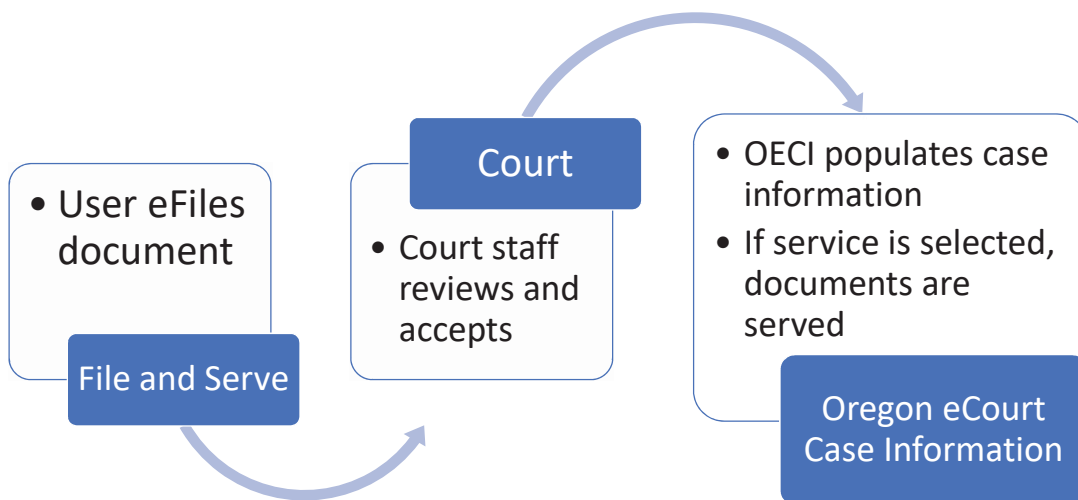 • User eFiles
document
File and Serve
Court
• Court staff
reviews and
accepts
• OECI populates case
information
• If service is selected,
documents are
served
Oregon eCourt
Case Information